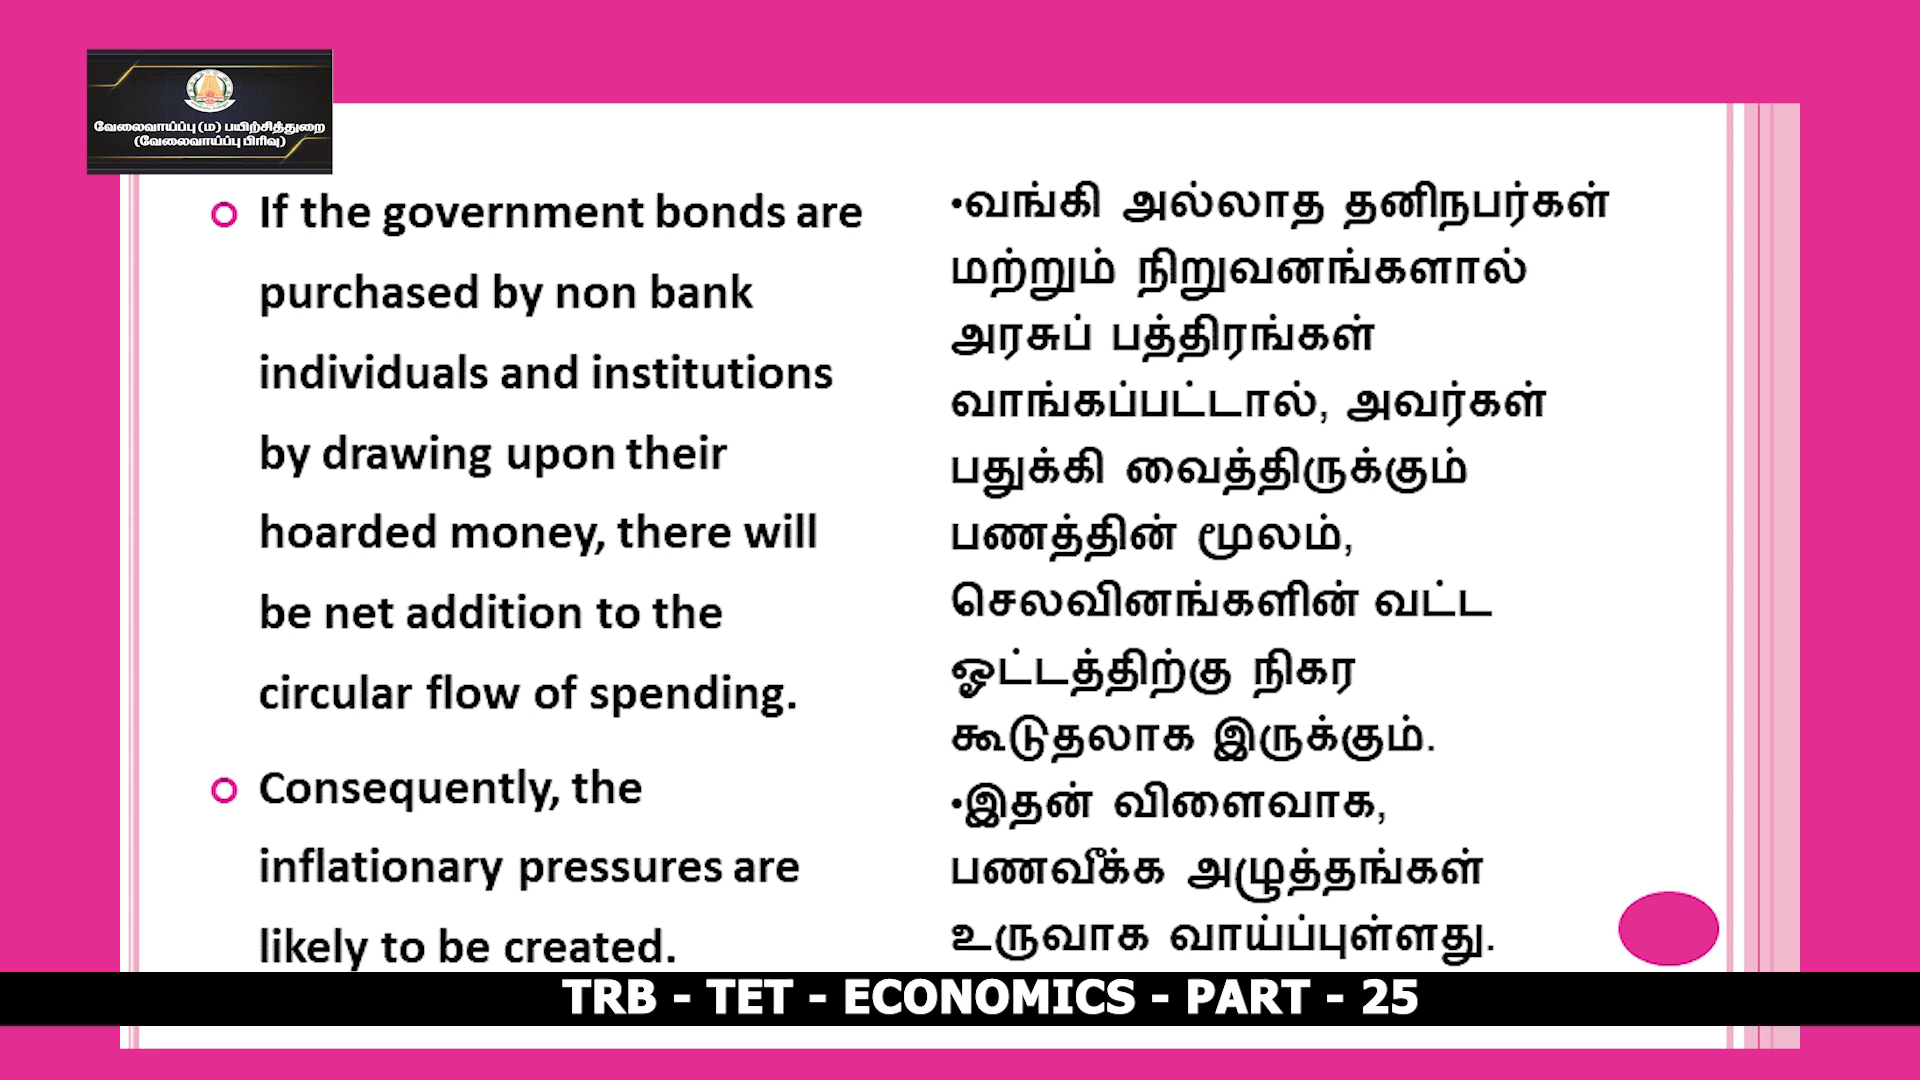 வேலைவாய்ப்பு (ம) பயிற்சித்துறை
(வேலைவாய்ப்பு பிரிவு)
If the government bonds are
purchased by non bank
individuals and institutions
by drawing upon their
hoarded money, there will
be net addition to the
circular flow of spending.
Consequently, the
inflationary pressures are
likely to be created.
•வங்கி அல்லாத தனிநபர்கள்
மற்றும் நிறுவனங்களால்
அரசுப் பத்திரங்கள்
வாங்கப்பட்டால், அவர்கள்
பதுக்கி வைத்திருக்கும்
பணத்தின் மூலம்,
செலவினங்களின் வட்ட
ஓட்டத்திற்கு நிகர
கூடுதலாக இருக்கும்.
•இதன் விளைவாக,
பணவீக்க அழுத்தங்கள்
உருவாக வாய்ப்புள்ளது.
TRB - TET - ECONOMICS - PART - 25